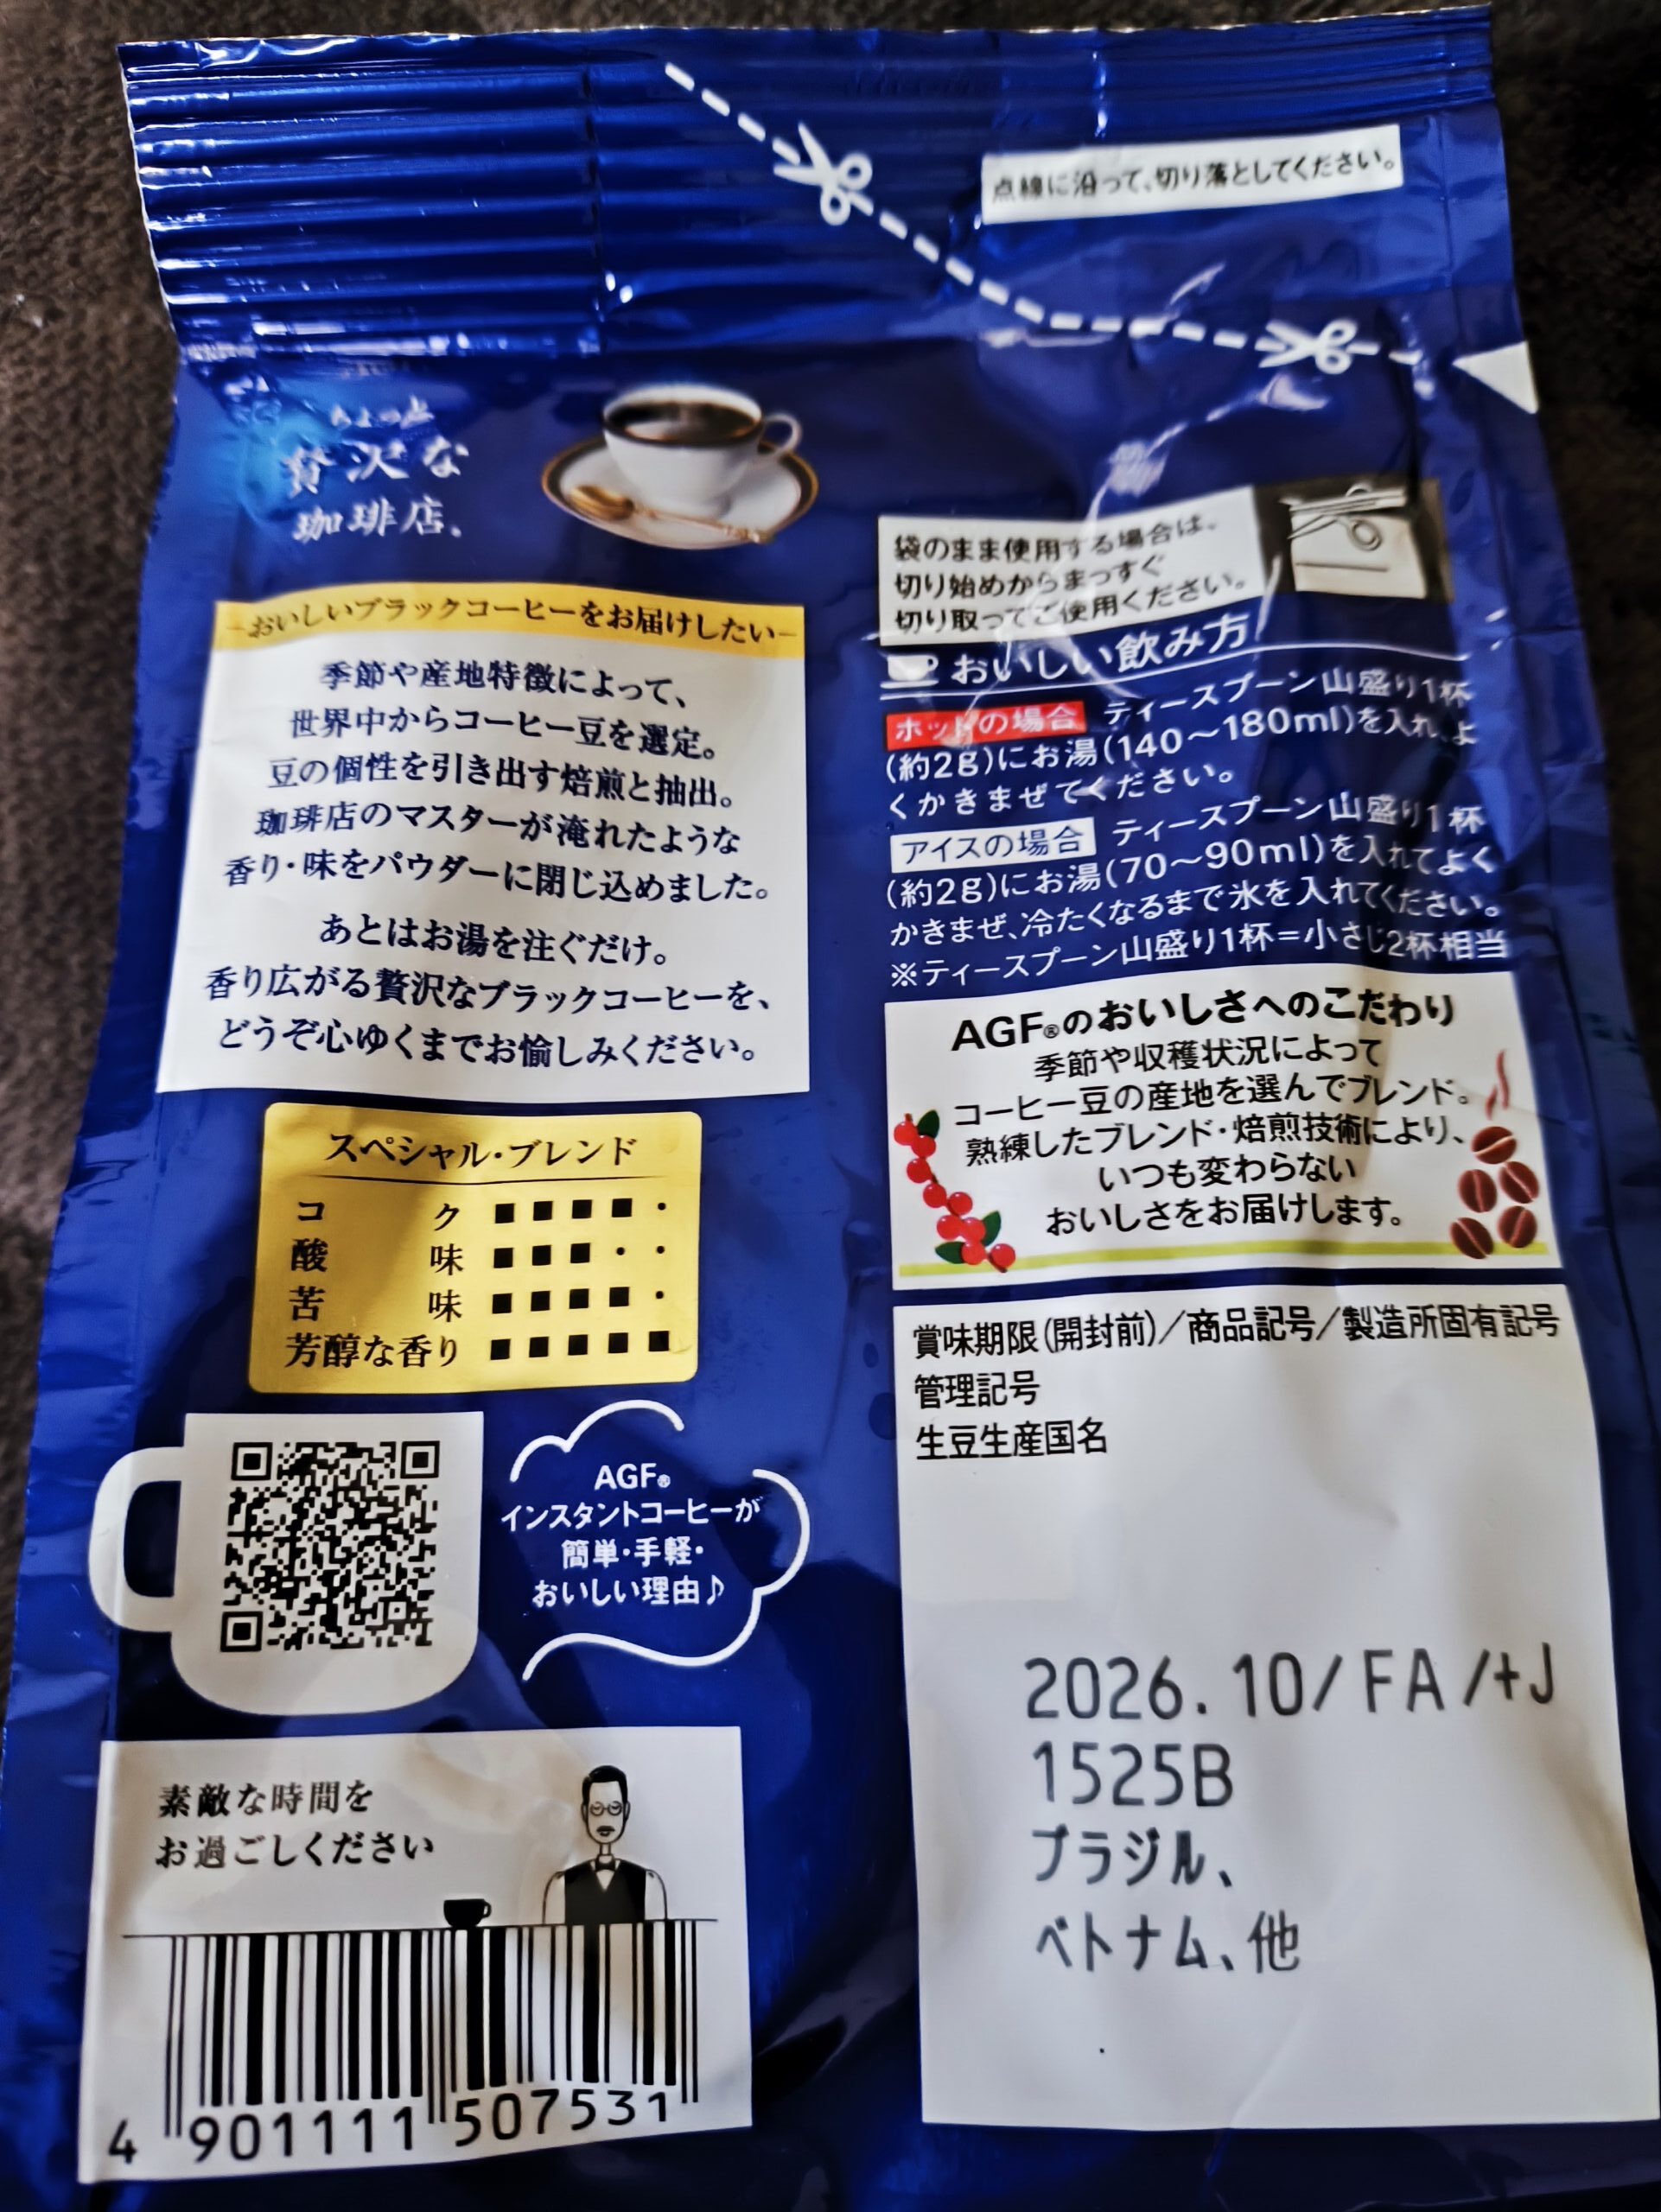 点線に沿って、切り落としてください。
ちょっと
贅沢な
珈琲店。
おいしいブラックコーヒーをお届けしたい
季節や産地特徴によって、
世界中からコーヒー豆を選定。
豆の個性を引き出す焙煎と抽出。
珈琲店のマスターが淹れたような
香り・味をパウダーに閉じ込めました。
あとはお湯を注ぐだけ。
香り広がる贅沢なブラックコーヒーを、
どうぞ心ゆくまでお愉しみください。
スペシャル・ブレンド
コク
酸味
苦味
芳醇な香り
AGF®
インスタントコーヒーが
簡単・手軽・
おいしい理由♪
素敵な時間を
お過ごしください
4 901111 507531
袋のまま使用する場合は、
切り始めからまっすぐ
切り取ってご使用ください。
おいしい飲み方
ホットの場合 ティースプーン山盛り1杯
(約2g)にお湯(140～180ml)を入れ、よ
くかきまぜてください。
アイスの場合 ティースプーン山盛り1杯
(約2g)にお湯(70～90ml)を入れてよく
かきまぜ、冷たくなるまで氷を入れてください。
※ティースプーン山盛り1杯＝小さじ2杯相当
AGF®のおいしさへのこだわり
季節や収穫状況によって
コーヒー豆の産地を選んでブレンド。
熟練したブレンド・焙煎技術により、
いつも変わらない
おいしさをお届けします。
賞味期限(開封前)／商品記号／製造所固有記号
管理記号
生豆生産国名
2026.10/FA/+J
1525B
ブラジル、
ベトナム、他